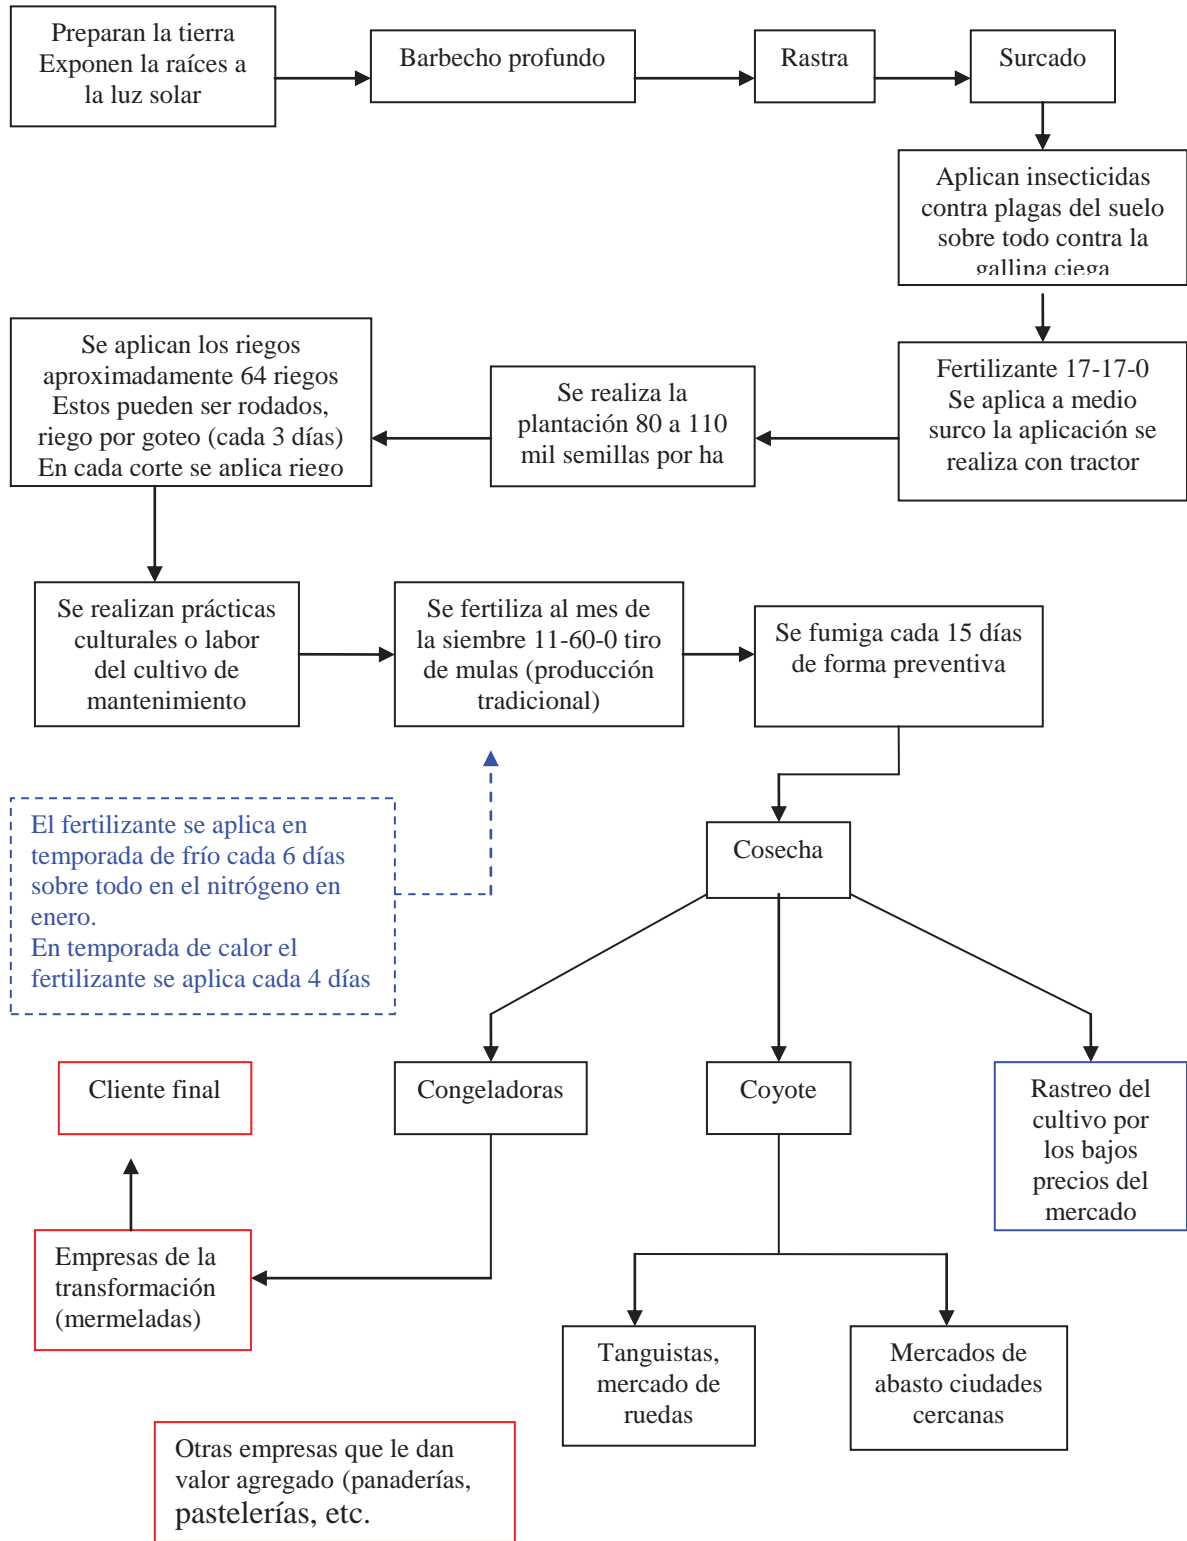 Preparan la tierra
Exponen la raíces a
la luz solar
Barbecho profundo
Rastra
Surcado
Aplican insecticidas
contra plagas del suelo
sobre todo contra la
gallina ciega
Fertilizante 17-17-0
Se aplica a medio
surco la aplicación se
realiza con tractor
Se realiza la
plantación 80 a 110
mil semillas por ha
Se aplican los riegos
aproximadamente 64 riegos
Estos pueden ser rodados,
riego por goteo (cada 3 días)
En cada corte se aplica riego
Se realizan prácticas
culturales o labor
del cultivo de
mantenimiento
Se fertiliza al mes de
la siembre 11-60-0 tiro
de mulas (producción
tradicional)
Se fumiga cada 15 días
de forma preventiva
El fertilizante se aplica en
temporada de frío cada 6 días
sobre todo en el nitrógeno en
enero.
En temporada de calor el
fertilizante se aplica cada 4 días
Cosecha
Cliente final
Congeladoras
Coyote
Rastreo del
cultivo por
los bajos
precios del
mercado
Empresas de la
transformación
(mermeladas)
Tanguistas,
mercado de
ruedas
Mercados de
abasto ciudades
cercanas
Otras empresas que le dan
valor agregado (panaderías,
pastelerías, etc.